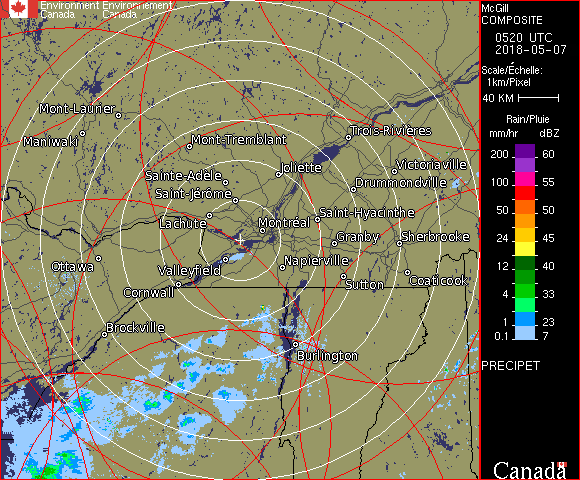 Environment Environnement
Canada Canada
McGill
COMPOSITE
0520 UTC
2018-05-07
Scale/Échelle:
1km/Pixel
40 KM
Rain/Pluie
mm/hr dBZ
200 60
100 55
50 50
24 45
12 40
4 33
1 23
0.1 7
PRECIPET
Canada
Mont-Laurier
Maniwaki
Mont-Tremblant
Trois-Rivières
Sainte-Adèle
Joliette
Victoriaville
Saint-Jérôme
Drummondville
Lachute
Montréal
Saint-Hyacinthe
Granby
Sherbrooke
Ottawa
Valleyfield
Napierville
Cornwall
Sutton
Coaticook
Brockville
Burlington